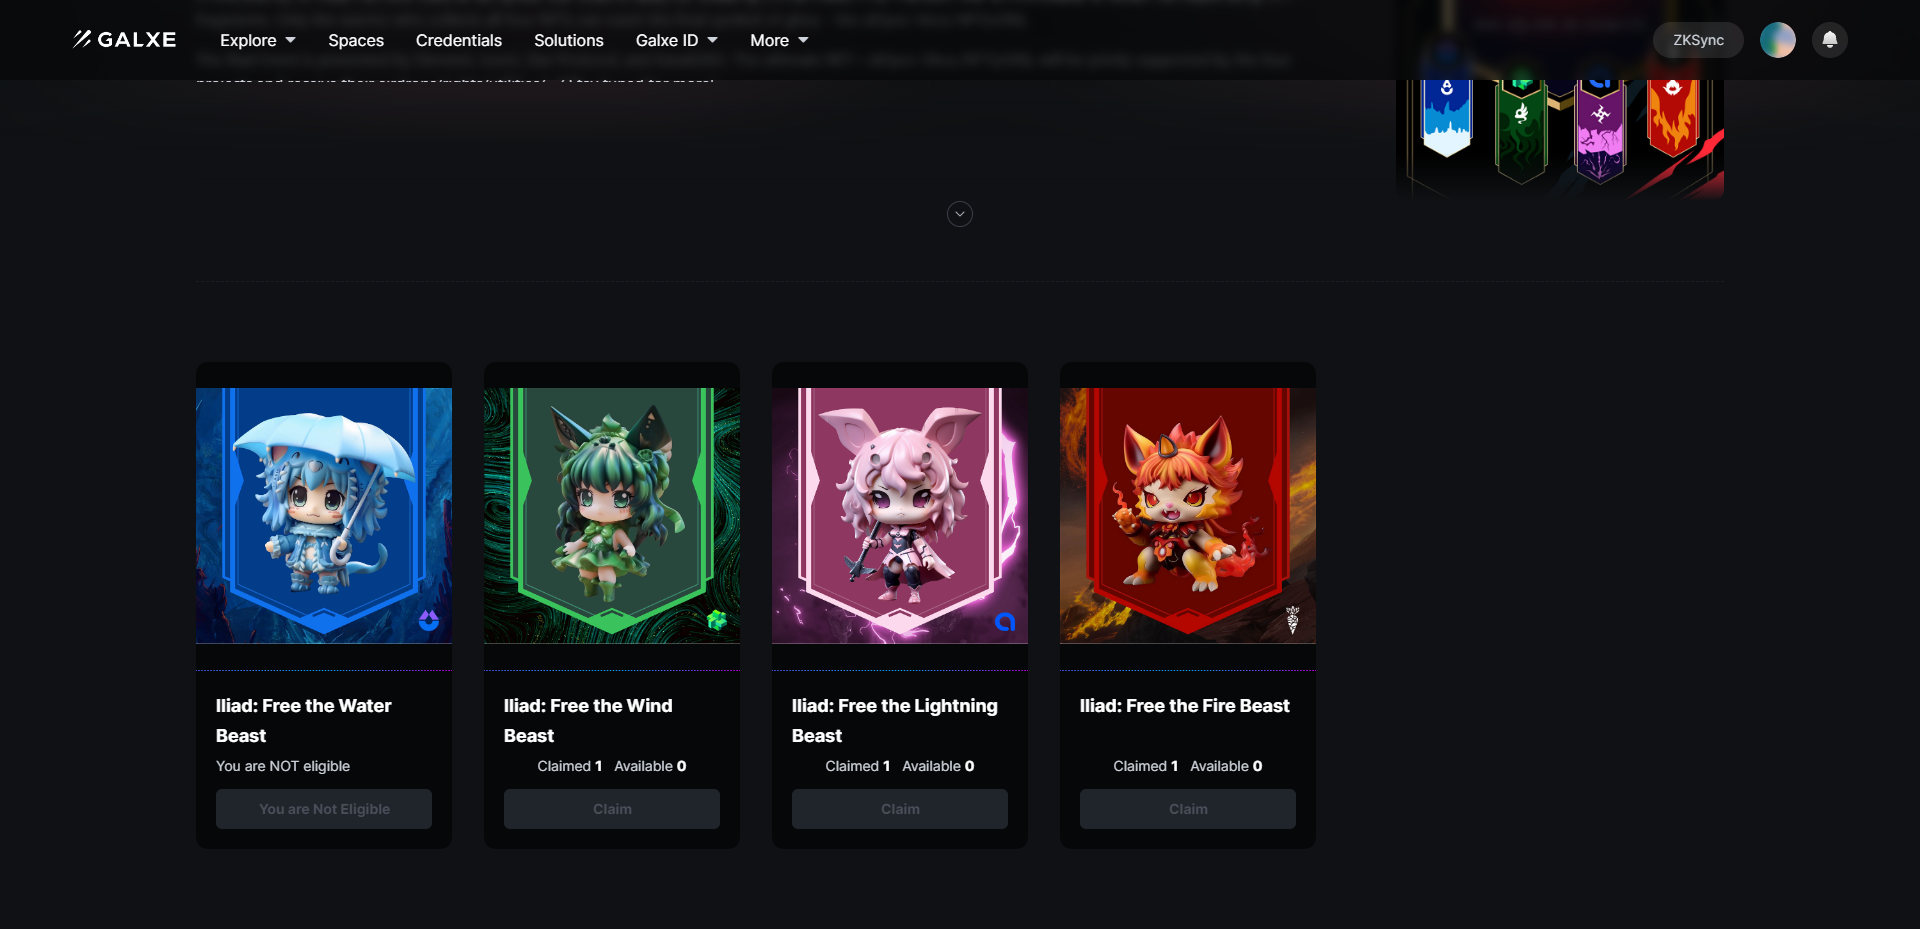 GALXE
Explore
Spaces
Credentials
Solutions
Galxe ID
More
ZKSync
Iliad: Free the Water
Beast
You are NOT eligible
You are Not Eligible
Iliad: Free the Wind
Beast
Claimed 1 Available 0
Claim
Iliad: Free the Lightning
Beast
Claimed 1 Available 0
Claim
Iliad: Free the Fire Beast
Claimed 1 Available 0
Claim